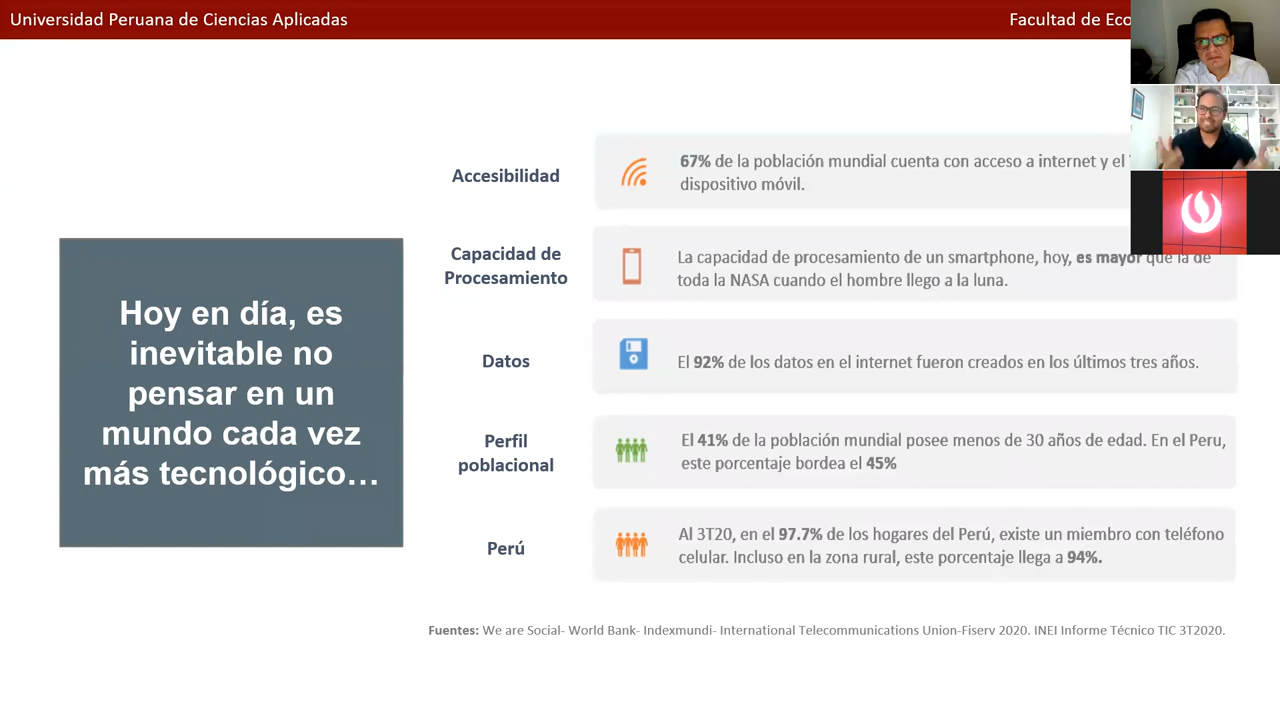 Universidad Peruana de Ciencias Aplicadas
Facultad de
Hoy en día, es
inevitable no
pensar en un
mundo cada vez
más tecnológico…
Accesibilidad
67% de la población mundial cuenta con acceso a internet y el
dispositivo móvil.
Capacidad de
Procesamiento
La capacidad de procesamiento de un smartphone, hoy, es mayor que la de
toda la NASA cuando el hombre llego a la luna.
Datos
El 92% de los datos en el internet fueron creados en los últimos tres años.
Perfil
poblacional
El 41% de la población mundial posee menos de 30 años de edad. En el Peru,
este porcentaje bordea el 45%
Perú
Al 3T20, en el 97.7% de los hogares del Perú, existe un miembro con teléfono
celular. Incluso en la zona rural, este porcentaje llega a 94%.
Fuentes: We are Social- World Bank- Indexmundi- International Telecommunications Union-Fiserv 2020. INEI Informe Técnico TIC 3T2020.